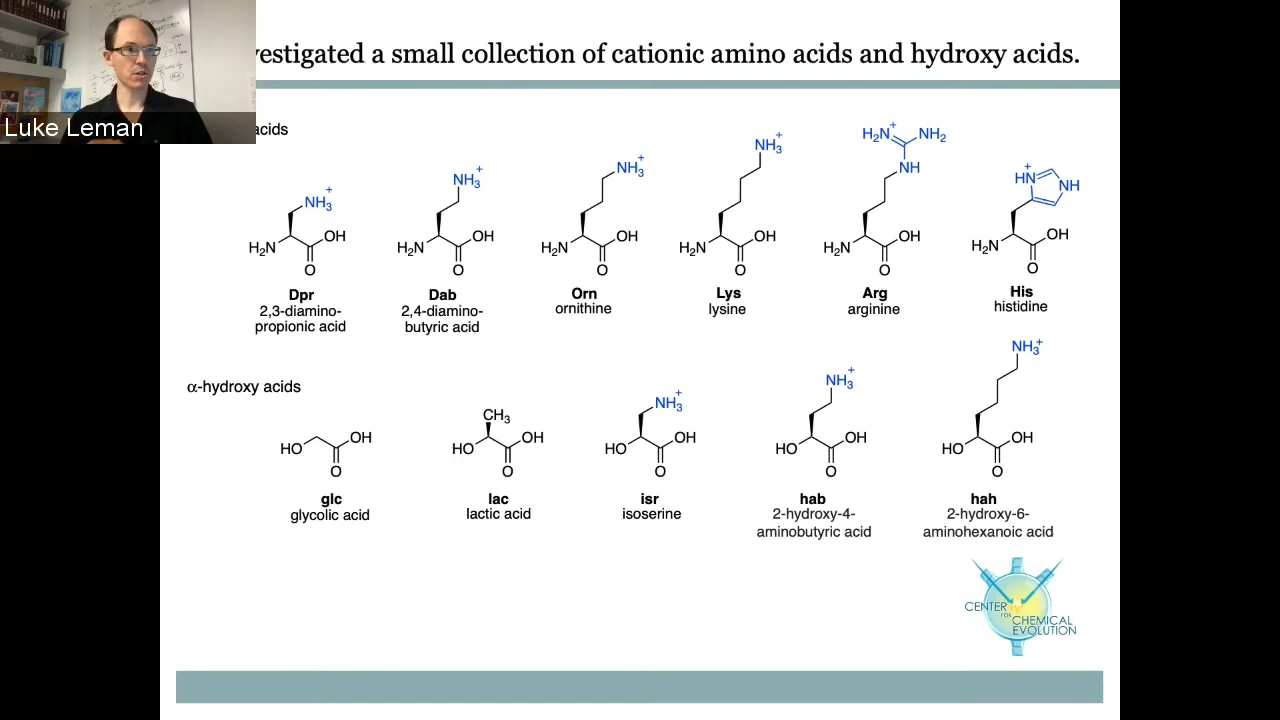 vestigated a small collection of cationic amino acids and hydroxy acids.
Luke Leman
acids
NH3+
H2N
OH
O
Dpr
2,3-diamino-
propionic acid
NH3+
H2N
OH
O
Dab
2,4-diamino-
butyric acid
NH3+
H2N
OH
O
Orn
ornithine
NH3+
H2N
OH
O
Lys
lysine
H2N+
NH2
NH
H2N
OH
O
Arg
arginine
HN+
NH
H2N
OH
O
His
histidine
α-hydroxy acids
HO
OH
O
glc
glycolic acid
CH3
HO
OH
O
lac
lactic acid
NH3+
HO
OH
O
isr
isoserine
NH3+
HO
OH
O
hab
2-hydroxy-4-
aminobutyric acid
NH3+
HO
OH
O
hah
2-hydroxy-6-
aminohexanoic acid
CENTER
FOR
CHEMICAL
EVOLUTION